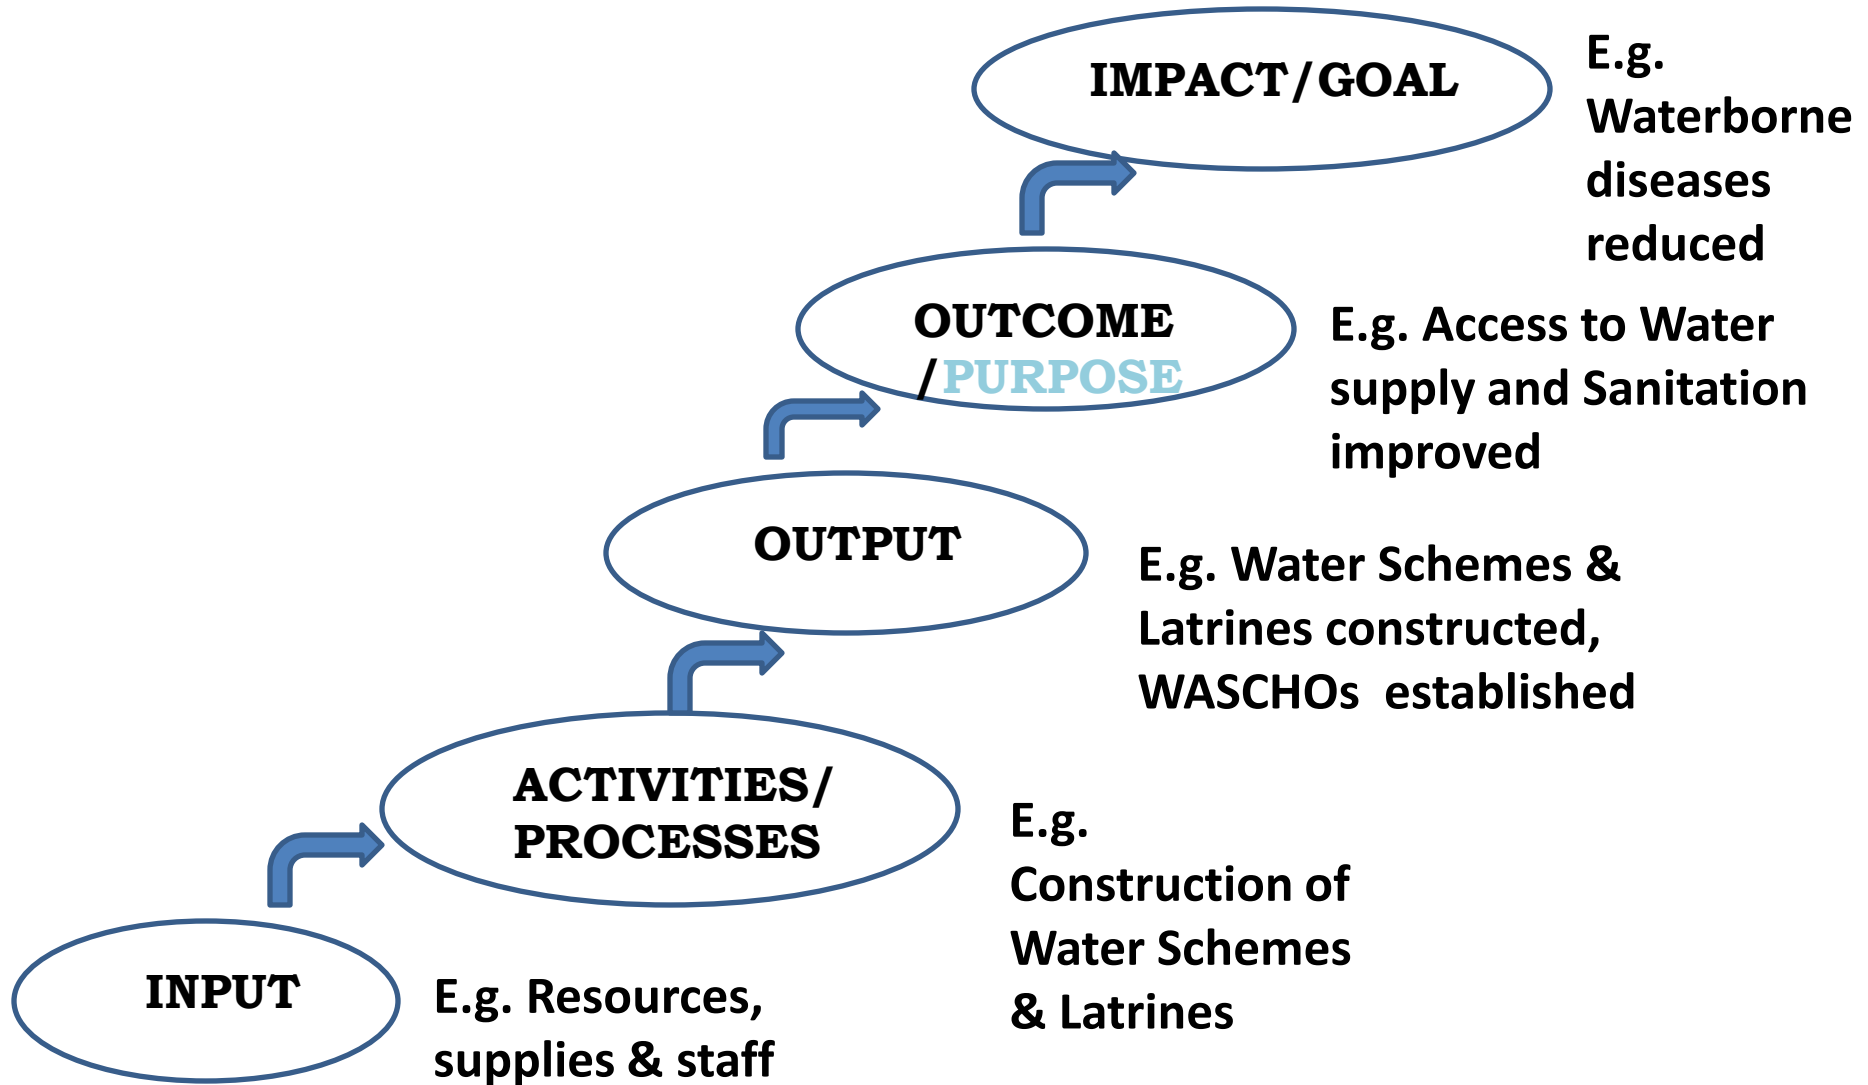 IMPACT/GOAL
E.g.
Waterborne
diseases
reduced
OUTCOME
/PURPOSE
E.g. Access to Water
supply and Sanitation
improved
OUTPUT
E.g. Water Schemes &
Latrines constructed,
WASCHOs  established
ACTIVITIES/
PROCESSES
E.g.
Construction of
Water Schemes
& Latrines
INPUT
E.g. Resources,
supplies & staff